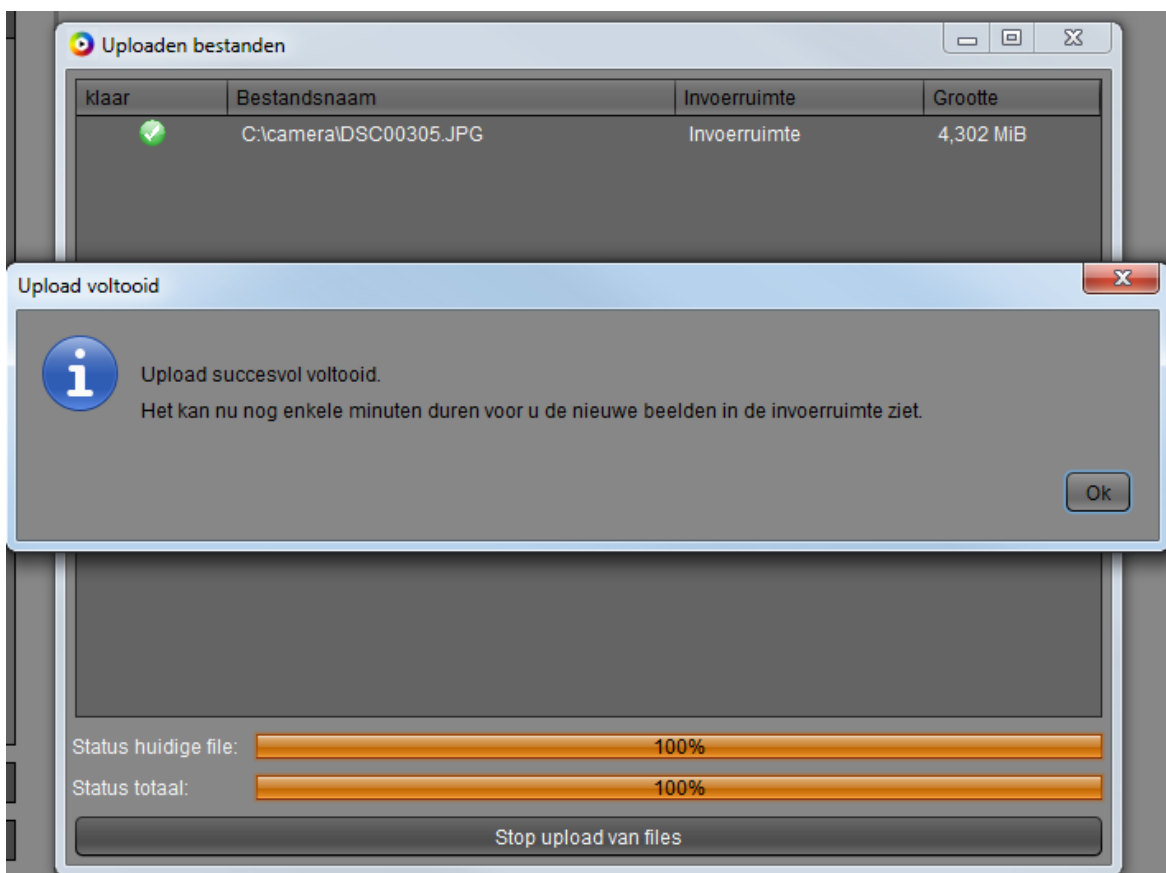 Uploaden bestanden
klaar Bestandsnaam Invoerruimte Grootte
C:\camera\DSC00305.JPG Invoerruimte 4,302 MiB
Upload voltooid
Upload succesvol voltooid.
Het kan nu nog enkele minuten duren voor u de nieuwe beelden in de invoerruimte ziet.
Ok
Status huidige file: 100%
Status totaal: 100%
Stop upload van files